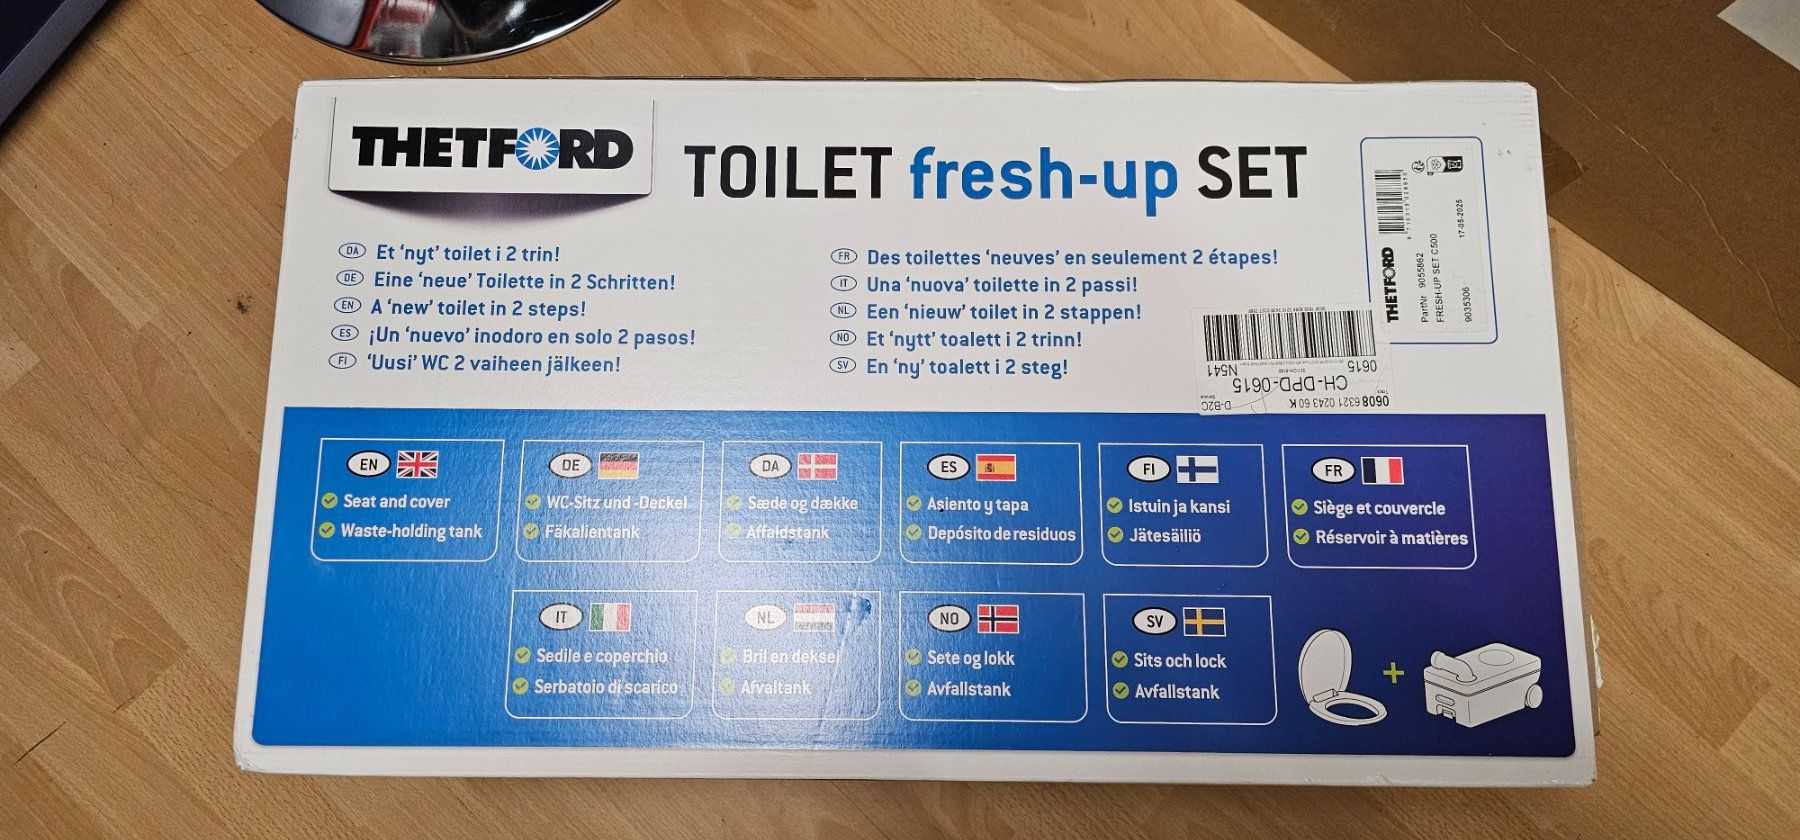 THETFORD
TOILET fresh-up SET
DA Et 'nyt' toilet i 2 trin!
DE Eine 'neue' Toilette in 2 Schritten!
EN A 'new' toilet in 2 steps!
ES ¡Un 'nuevo' inodoro en solo 2 pasos!
FI 'Uusi' WC 2 vaiheen jälkeen!
FR Des toilettes 'neuves' en seulement 2 étapes!
IT Una 'nuova' toilette in 2 passi!
NL Een 'nieuw' toilet in 2 stappen!
NO Et 'nytt' toalett i 2 trinn!
SV En 'ny' toalett i 2 steg!
THETFORD
PartNr 9055862
FRESH-UP SET C500
9035306
17-05-2025
0608 6321 0243 60 K
D-B2C
CH-DPD-0615
0615
N541
EN
Seat and cover
Waste-holding tank
DE
WC-Sitz und -Deckel
Fäkalientank
DA
Sæde og dække
Affaldstank
ES
Asiento y tapa
Depósito de residuos
FI
Istuin ja kansi
Jätesäiliö
FR
Siège et couvercle
Réservoir à matières
IT
Sedile e coperchio
Serbatoio di scarico
NL
Bril en deksel
Afvaltank
NO
Sete og lokk
Avfallstank
SV
Sits och lock
Avfallstank
+